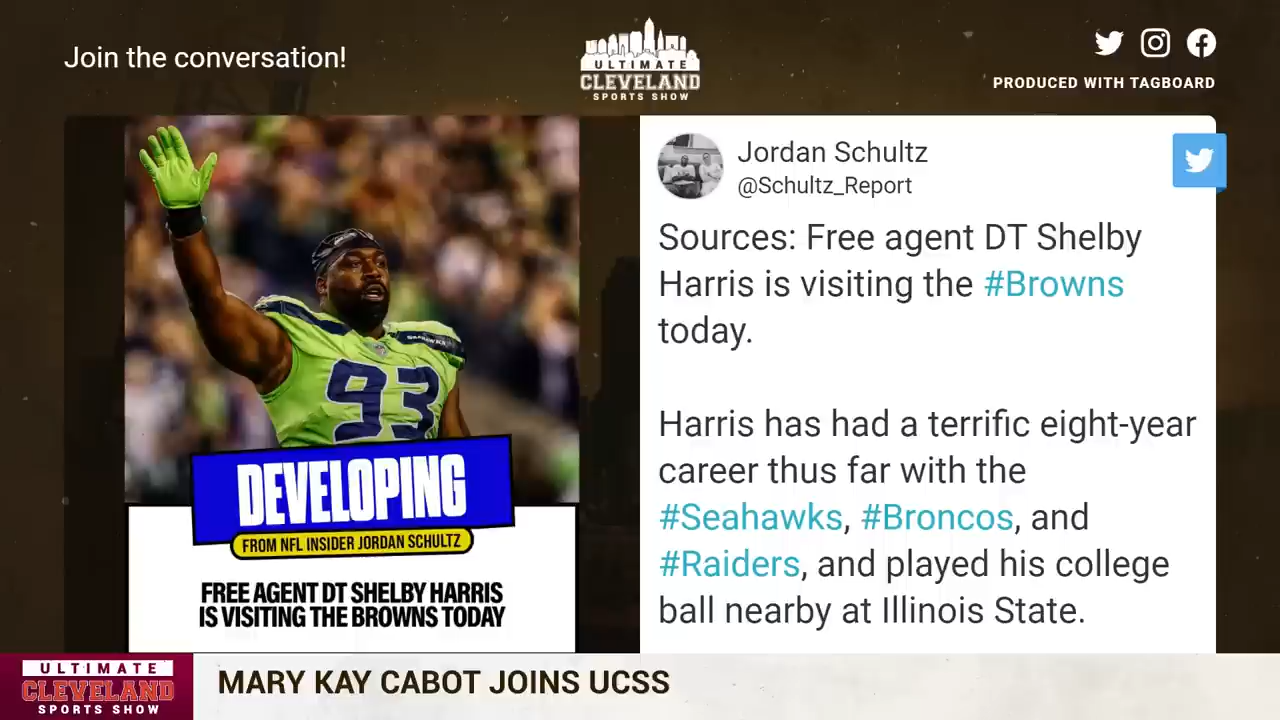 Join the conversation!
ULTIMATE
CLEVELAND
SPORTS SHOW
PRODUCED WITH TAGBOARD
SEAHAWKS
93
DEVELOPING
FROM NFL INSIDER JORDAN SCHULTZ
FREE AGENT DT SHELBY HARRIS
IS VISITING THE BROWNS TODAY
Jordan Schultz
@Schultz_Report
Sources: Free agent DT Shelby
Harris is visiting the #Browns
today.
Harris has had a terrific eight-year
career thus far with the
#Seahawks, #Broncos, and
#Raiders, and played his college
ball nearby at Illinois State.
ULTIMATE
CLEVELAND
SPORTS SHOW
MARY KAY CABOT JOINS UCSS